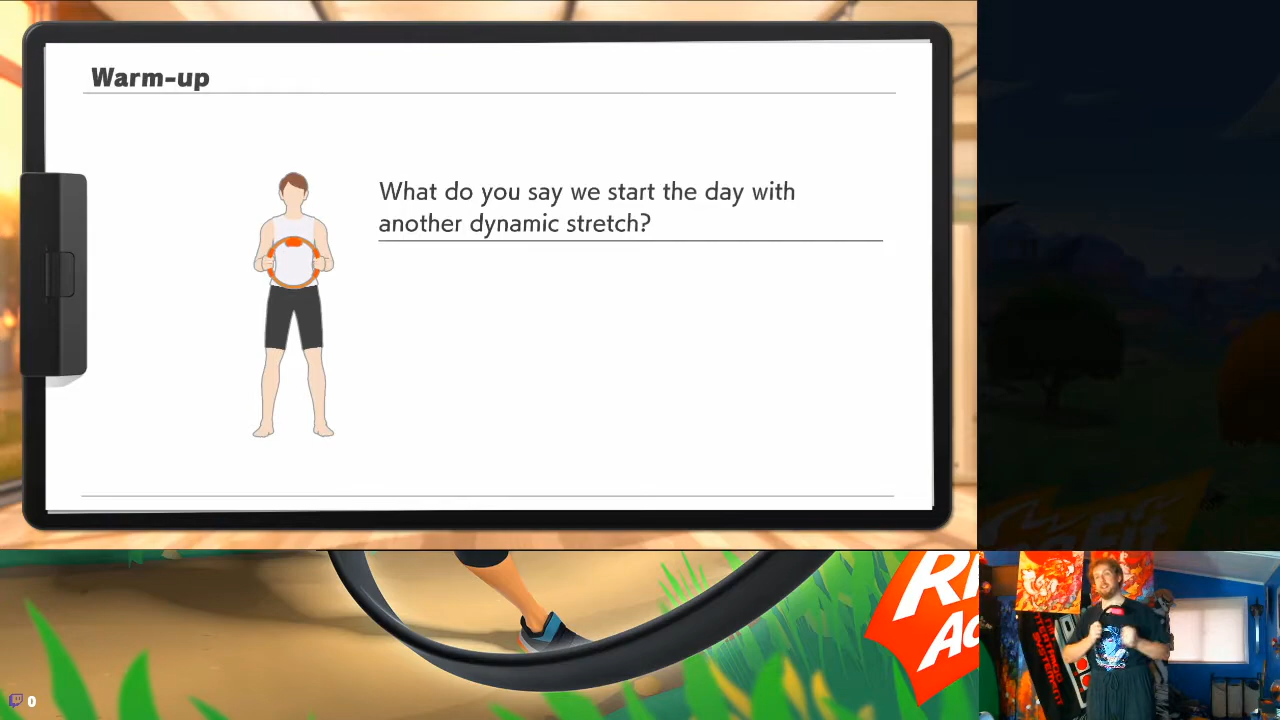 Warm-up
What do you say we start the day with
another dynamic stretch?
0